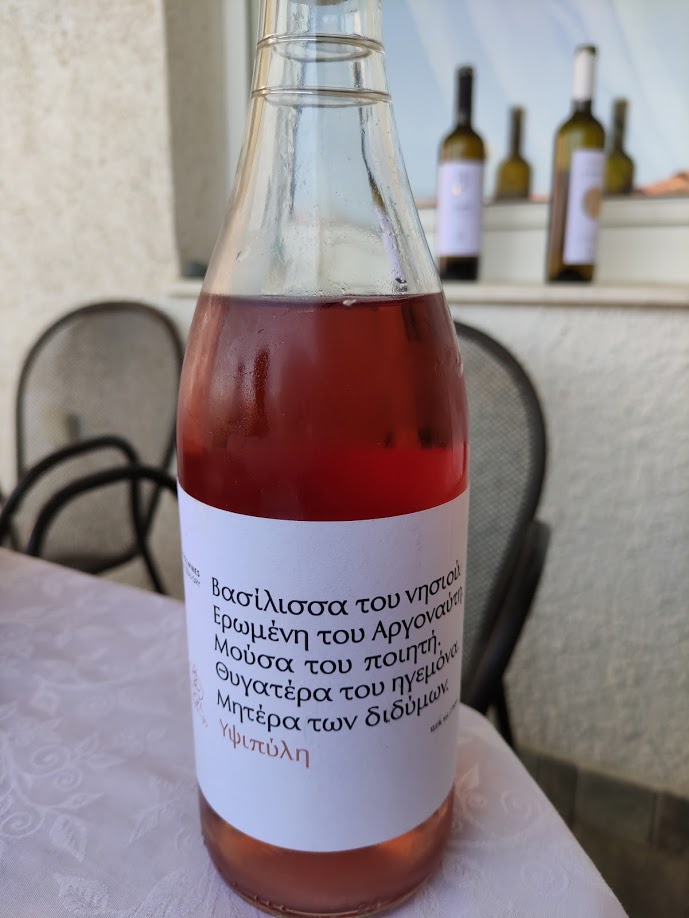 Βασίλισσα του νησιού.
Ερωμένη του Αργοναύτη.
Μούσα του ποιητή.
Θυγατέρα του ηγεμόνα.
Μητέρα των διδύμων.
Υψιπύλη